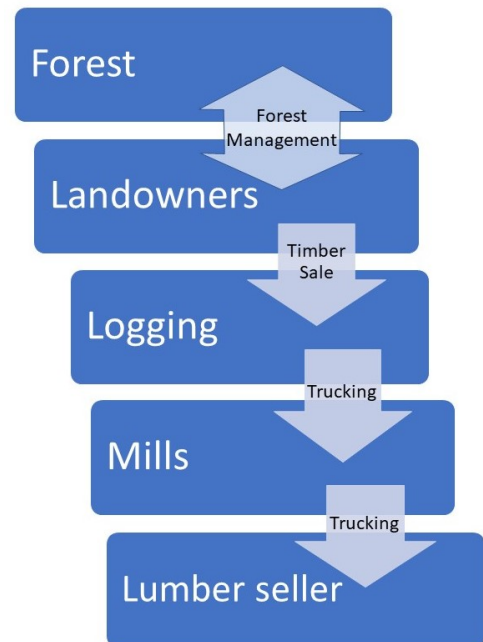 Forest
Forest
Management
Landowners
Timber
Sale
Logging
Trucking
Mills
Trucking
Lumber seller